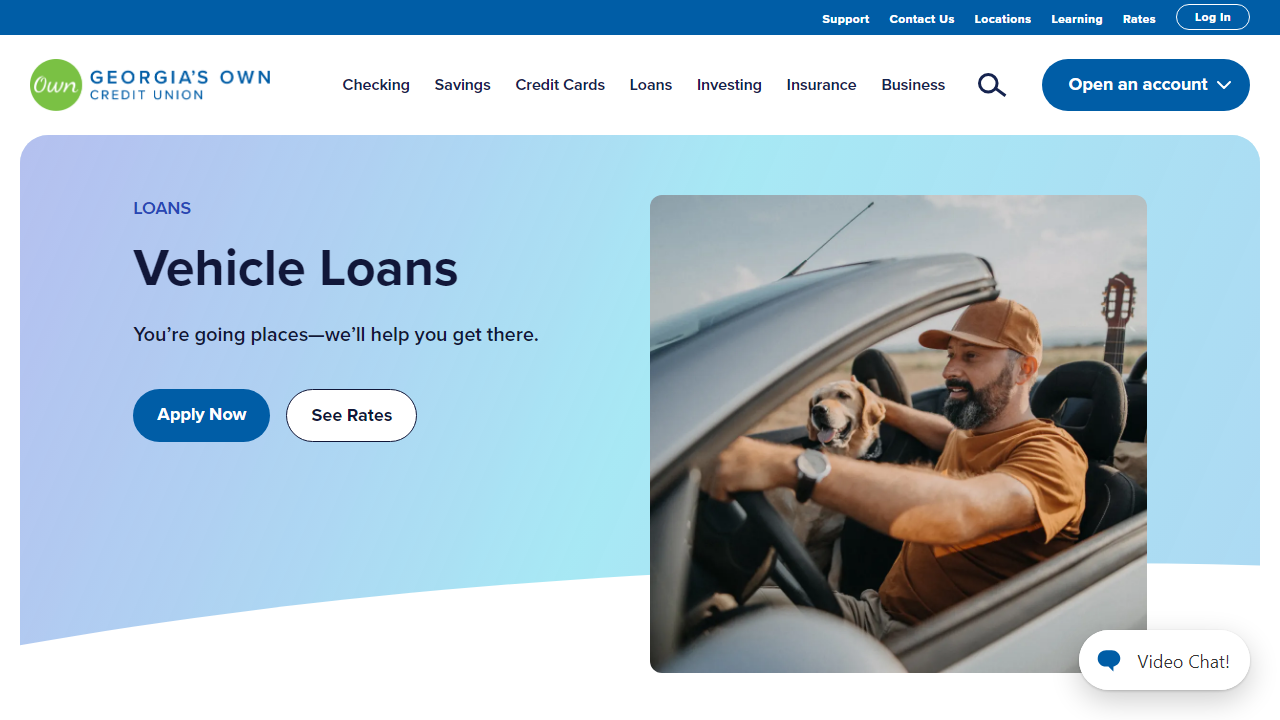 Support Contact Us Locations Learning Rates Log In
Own GEORGIA'S OWN
CREDIT UNION
Checking Savings Credit Cards Loans Investing Insurance Business Open an account
LOANS
Vehicle Loans
You’re going places—we’ll help you get there.
Apply Now See Rates
Video Chat!